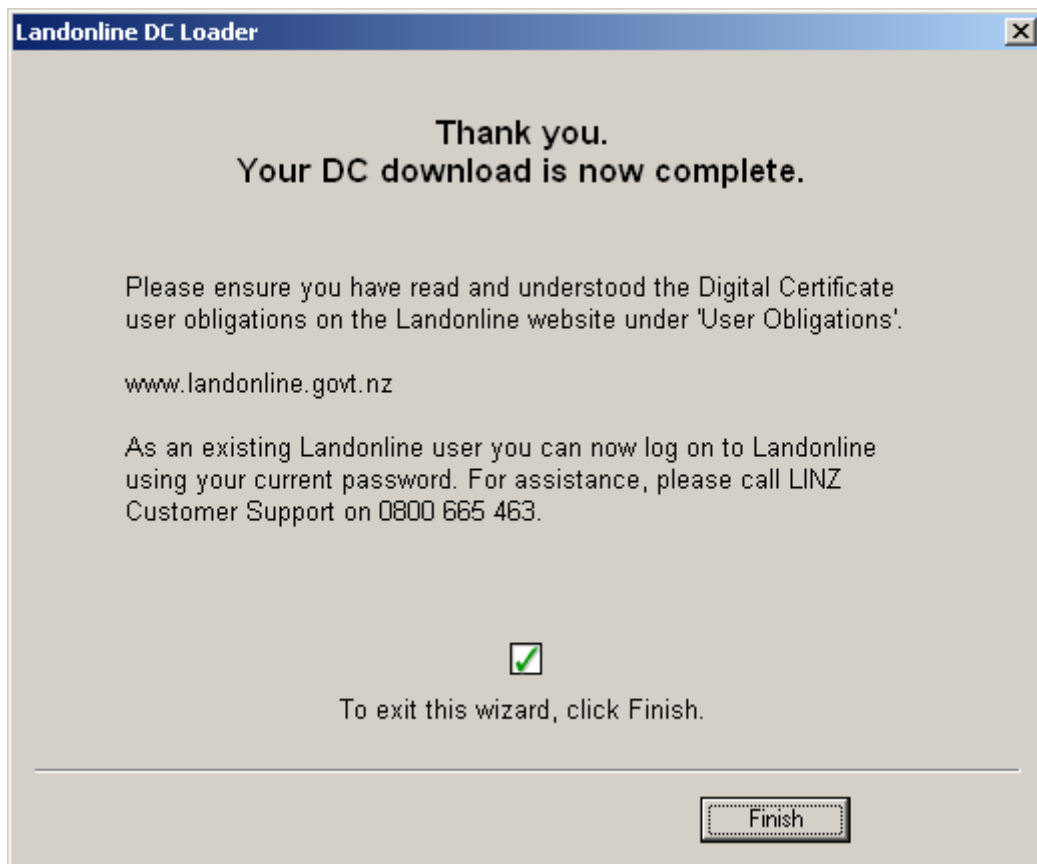 Landonline DC Loader
Thank you.
Your DC download is now complete.
Please ensure you have read and understood the Digital Certificate
user obligations on the Landonline website under 'User Obligations'.
www.landonline.govt.nz
As an existing Landonline user you can now log on to Landonline
using your current password. For assistance, please call LINZ
Customer Support on 0800 665 463.
To exit this wizard, click Finish.
Finish